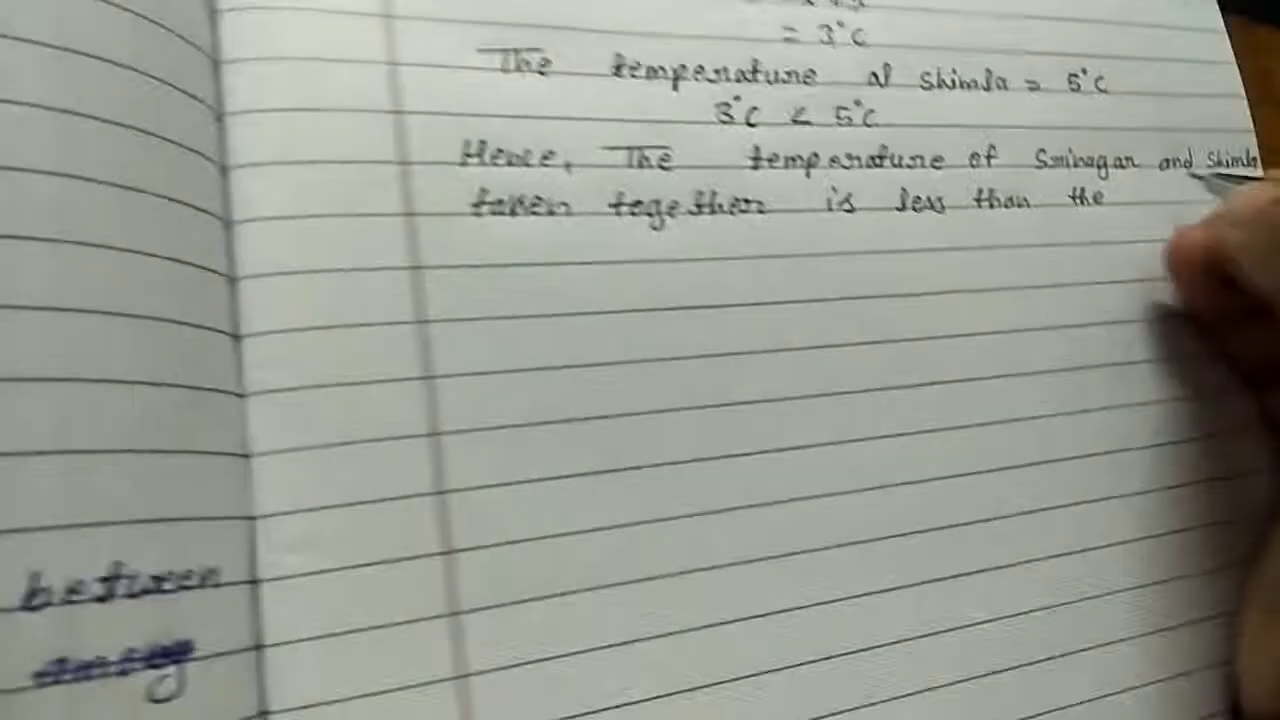 = 3°C
The temperature at Shimla = 5°C
3°C < 5°C
Hence, The temperature of Srinagar and Shimla
taken together is less than the
between
among